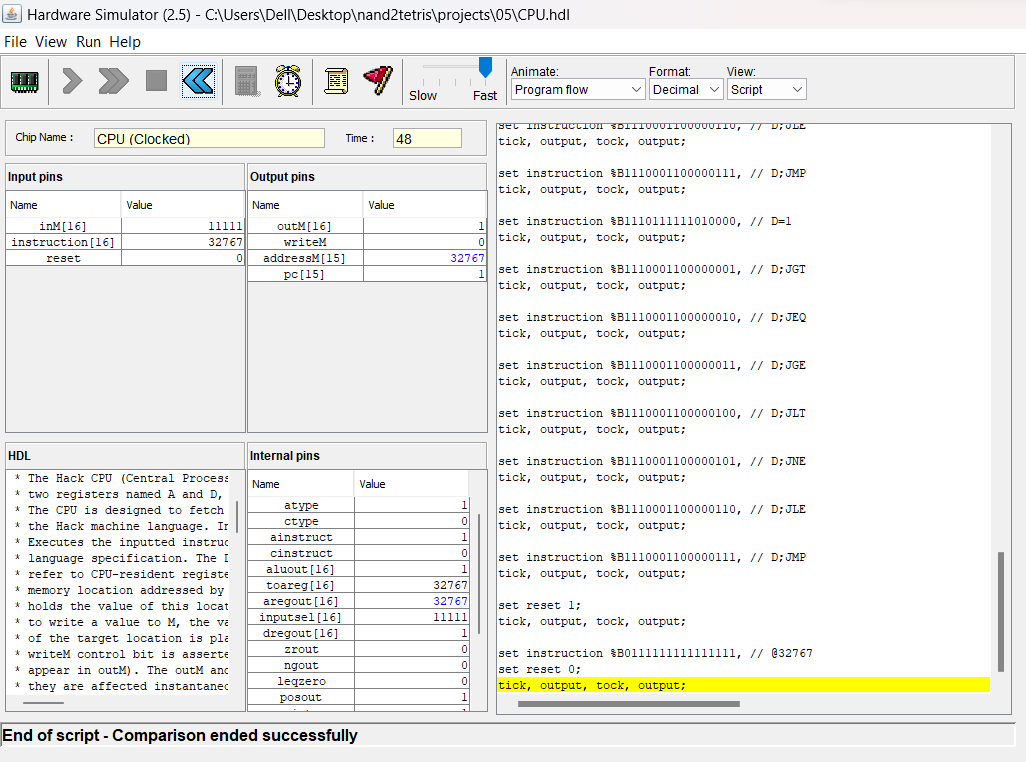 Hardware Simulator (2.5) - C:\Users\Dell\Desktop\nand2tetris\projects\05\CPU.hdl
File View Run Help
Slow Fast
Animate: Format: View:
Program flow Decimal Script
Chip Name : CPU (Clocked) Time : 48
Input pins
Name Value
inM[16] 11111
instruction[16] 32767
reset 0
Output pins
Name Value
outM[16] 1
writeM 0
addressM[15] 32767
pc[15] 1
HDL
* The Hack CPU (Central Process
* two registers named A and D,
* The CPU is designed to fetch
* the Hack machine language. In
* Executes the inputted instruc
* language specification. The D
* refer to CPU-resident registe
* memory location addressed by
* holds the value of this locat
* to write a value to M, the va
* of the target location is pla
* writeM control bit is asserte
* appear in outM). The outM and
* they are affected instantaned
Internal pins
Name Value
atype 1
ctype 0
ainstruct 1
cinstruct 0
aluout[16] 1
toareg[16] 32767
aregout[16] 32767
inputsel[16] 11111
dregout[16] 1
zrout 0
ngout 0
leqzero 0
posout 1
set instruction %B1110001100000110, // D;JLE
tick, output, tock, output;
set instruction %B1110001100000111, // D;JMP
tick, output, tock, output;
set instruction %B1110111111010000, // D=1
tick, output, tock, output;
set instruction %B1110001100000001, // D;JGT
tick, output, tock, output;
set instruction %B1110001100000010, // D;JEQ
tick, output, tock, output;
set instruction %B1110001100000011, // D;JGE
tick, output, tock, output;
set instruction %B1110001100000100, // D;JLT
tick, output, tock, output;
set instruction %B1110001100000101, // D;JNE
tick, output, tock, output;
set instruction %B1110001100000110, // D;JLE
tick, output, tock, output;
set instruction %B1110001100000111, // D;JMP
tick, output, tock, output;
set reset 1;
tick, output, tock, output;
set instruction %B0111111111111111, // @32767
set reset 0;
tick, output, tock, output;
End of script - Comparison ended successfully